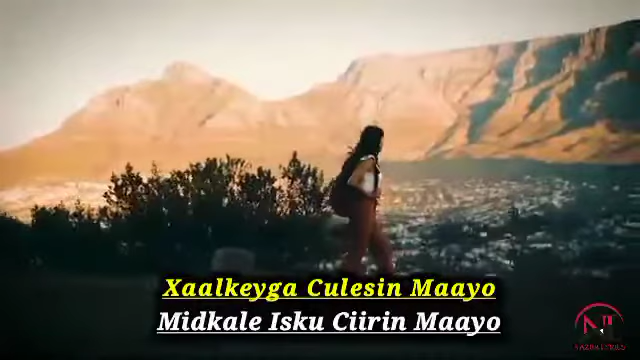 Xaalkeyga Culesin Maayo
Midkale Isku Ciirin Maayo